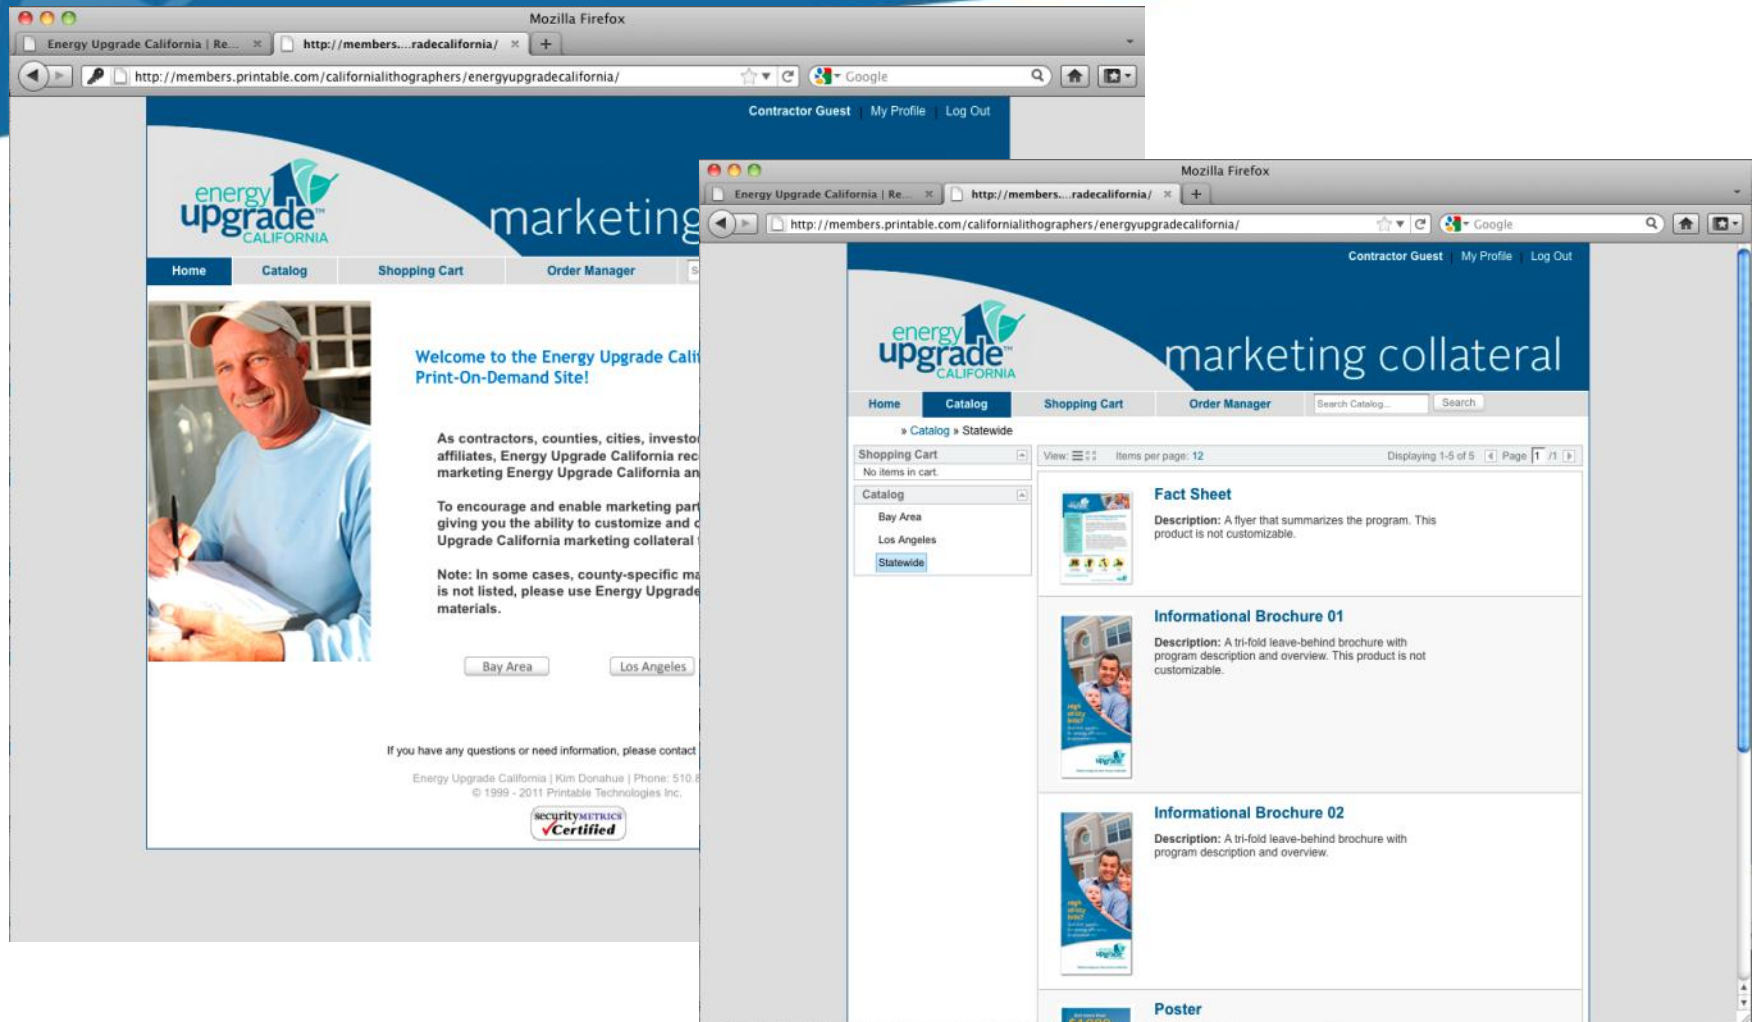 Mozilla Firefox
Energy Upgrade California | Re...
http://members....radecalifornia/
http://members.printable.com/californialithographers/energyupgradecalifornia/
Google
Contractor Guest | My Profile | Log Out
energy
upgrade™
CALIFORNIA
marketing
Home
Catalog
Shopping Cart
Order Manager
Welcome to the Energy Upgrade Cali
Print-On-Demand Site!
As contractors, counties, cities, investo
affiliates, Energy Upgrade California rec
marketing Energy Upgrade California an
To encourage and enable marketing part
giving you the ability to customize and c
Upgrade California marketing collateral
Note: In some cases, county-specific ma
is not listed, please use Energy Upgrade
materials.
Bay Area
Los Angeles
If you have any questions or need information, please contact
Energy Upgrade California | Kim Donahue | Phone: 510.8
© 1999 - 2011 Printable Technologies Inc.
securityMETRICS
Certified
Mozilla Firefox
Energy Upgrade California | Re...
http://members....radecalifornia/
http://members.printable.com/californialithographers/energyupgradecalifornia/
Google
Contractor Guest | My Profile | Log Out
energy
upgrade™
CALIFORNIA
marketing collateral
Home
Catalog
Shopping Cart
Order Manager
Search Catalog...
Search
» Catalog » Statewide
Shopping Cart
No items in cart.
Catalog
Bay Area
Los Angeles
Statewide
View:
Items per page: 12
Displaying 1-5 of 5
Page 1 /1
Fact Sheet
Description: A flyer that summarizes the program. This
product is not customizable.
Informational Brochure 01
Description: A tri-fold leave-behind brochure with
program description and overview. This product is not
customizable.
upgrade
Informational Brochure 02
Description: A tri-fold leave-behind brochure with
program description and overview.
upgrade
Poster